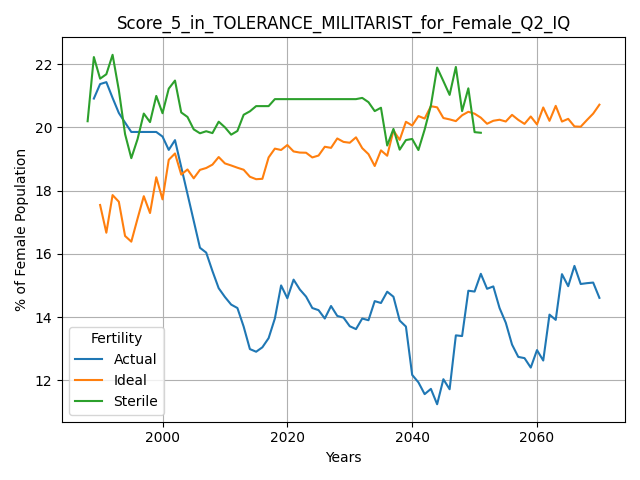 Score_5_in_TOLERANCE_MILITARIST_for_Female_Q2_IQ
% of Female Population
22
20
18
16
14
12
Fertility
Actual
Ideal
Sterile
2000 2020 2040 2060
Years